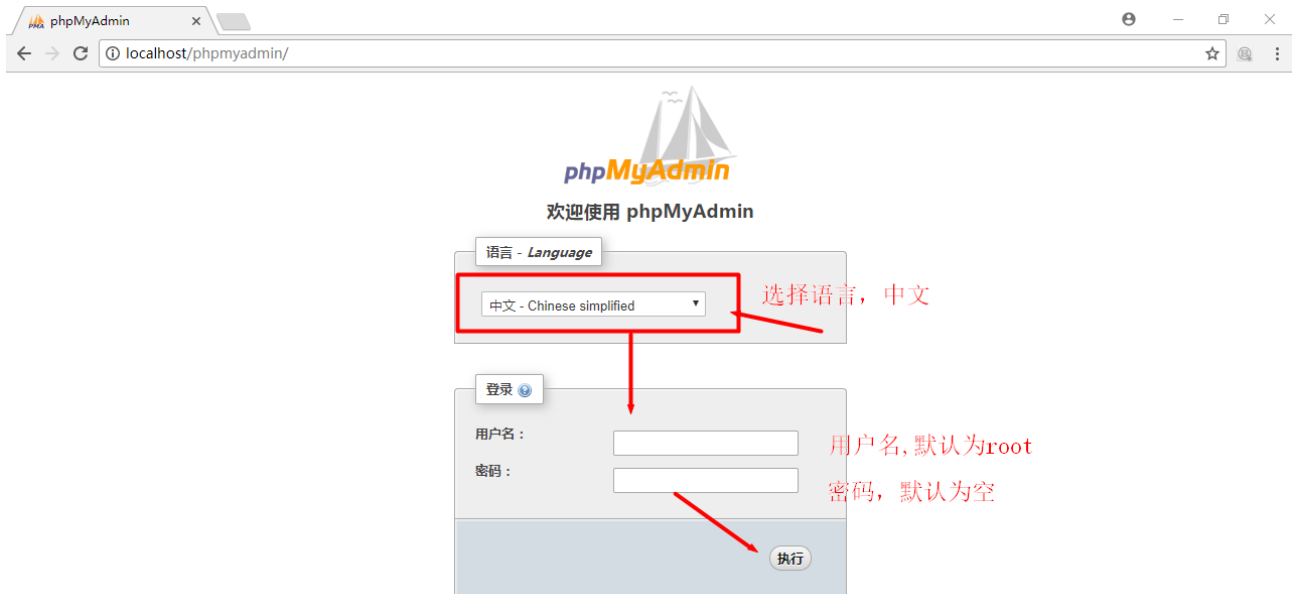 phpMyAdmin
localhost/phpmyadmin/
phpMyAdmin
欢迎使用 phpMyAdmin
语言 - Language
中文 - Chinese simplified
选择语言，中文
登录
用户名：
用户名,默认为root
密码：
密码，默认为空
执行